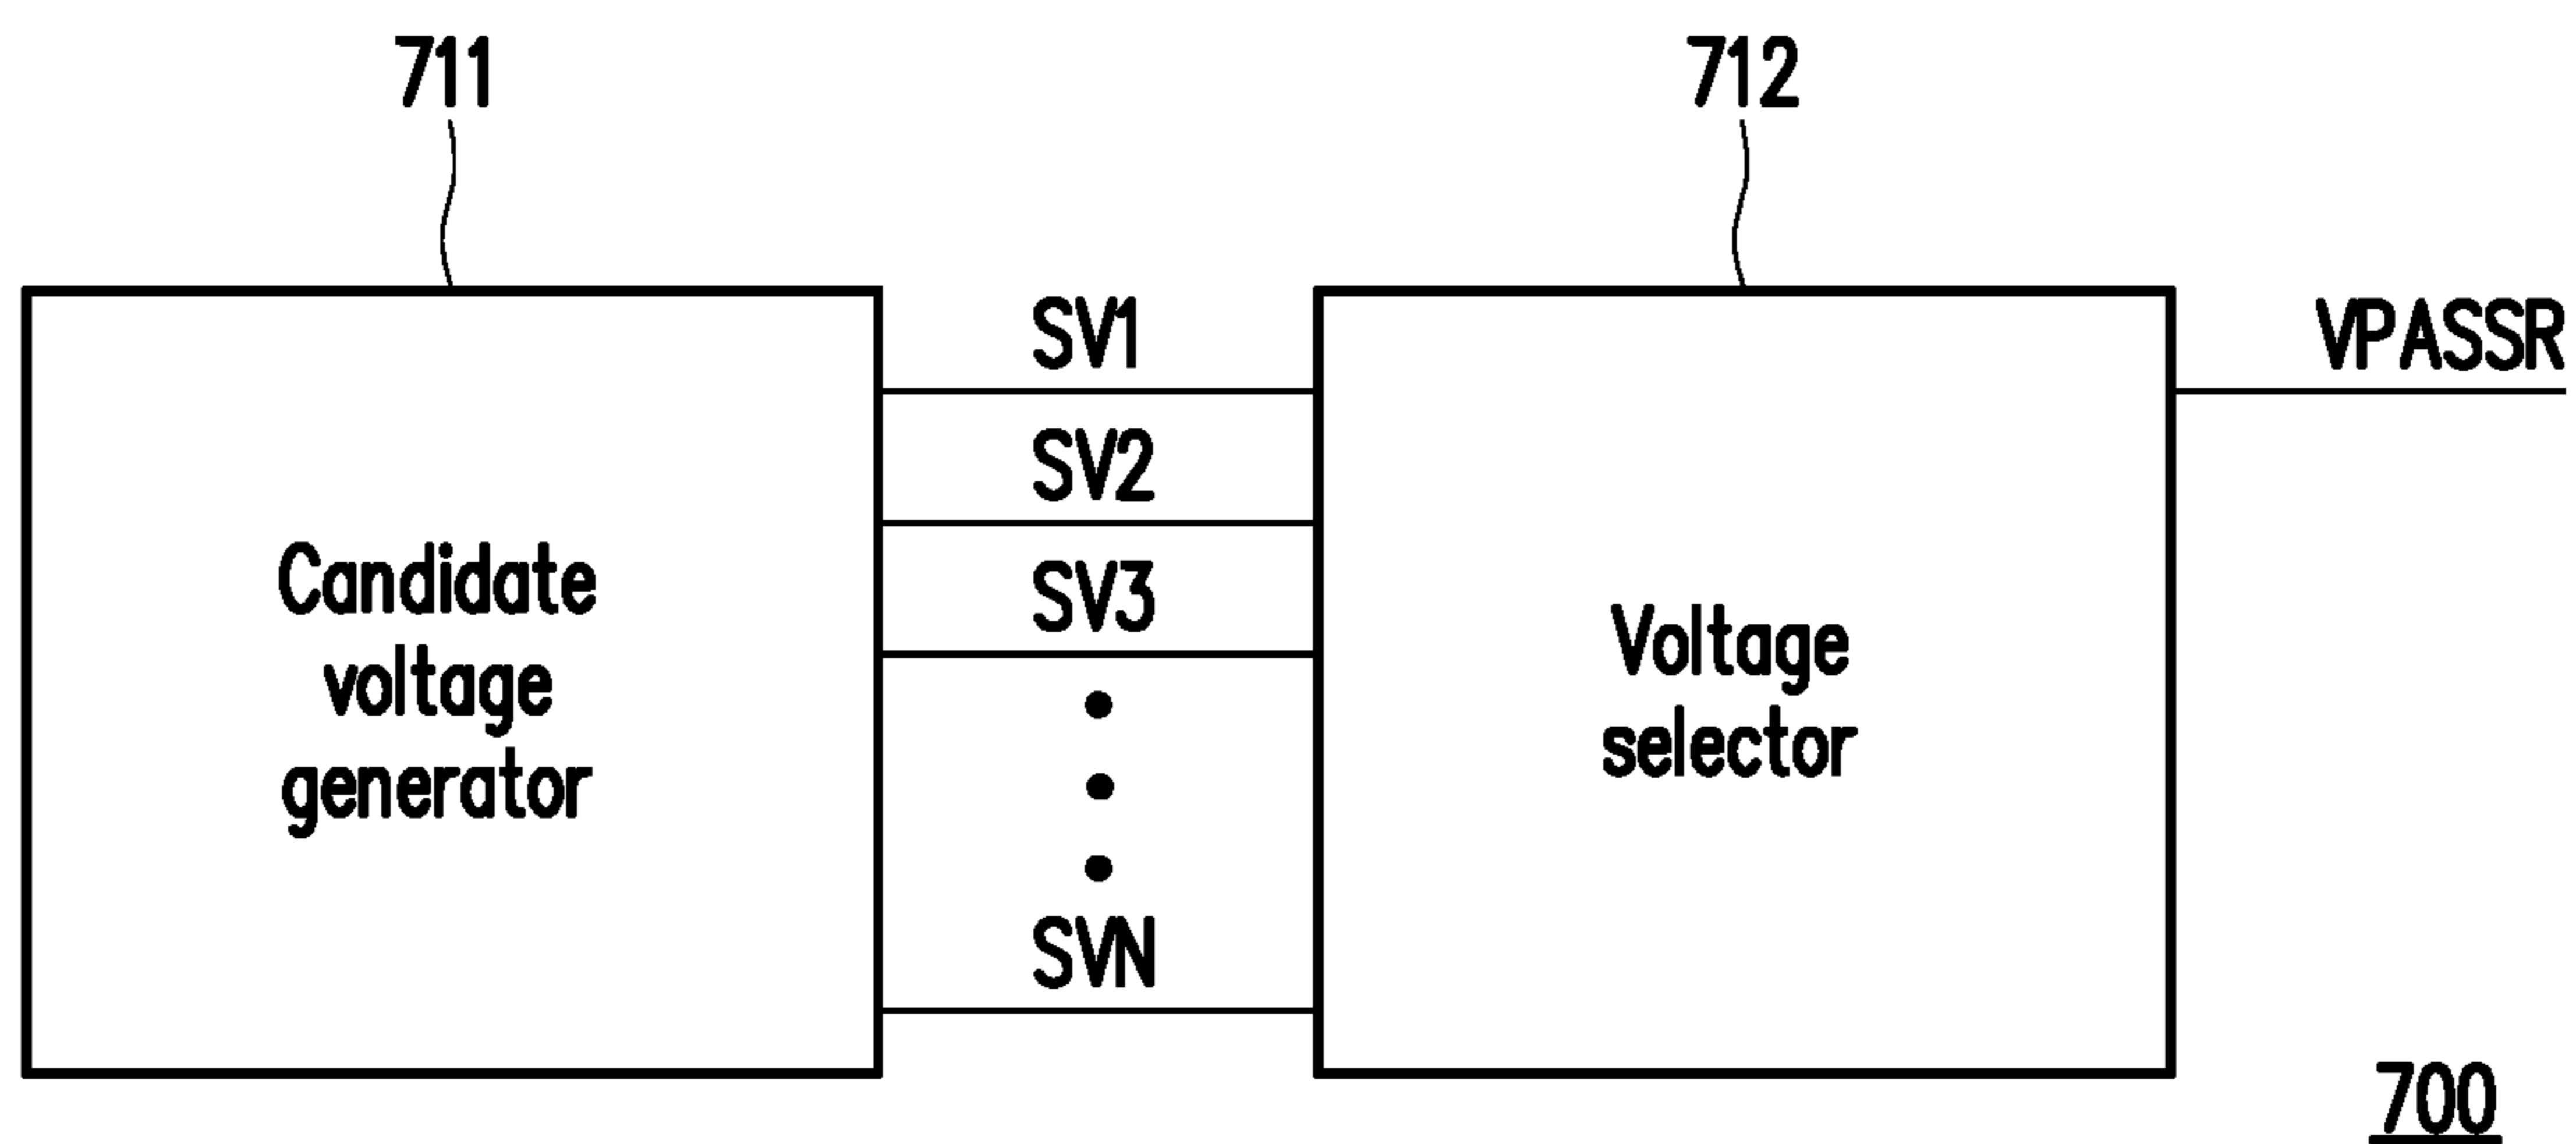 711
712
SV1
VPASSR
SV2
SV3
Candidate
voltage
generator
Voltage
selector
SVN
700